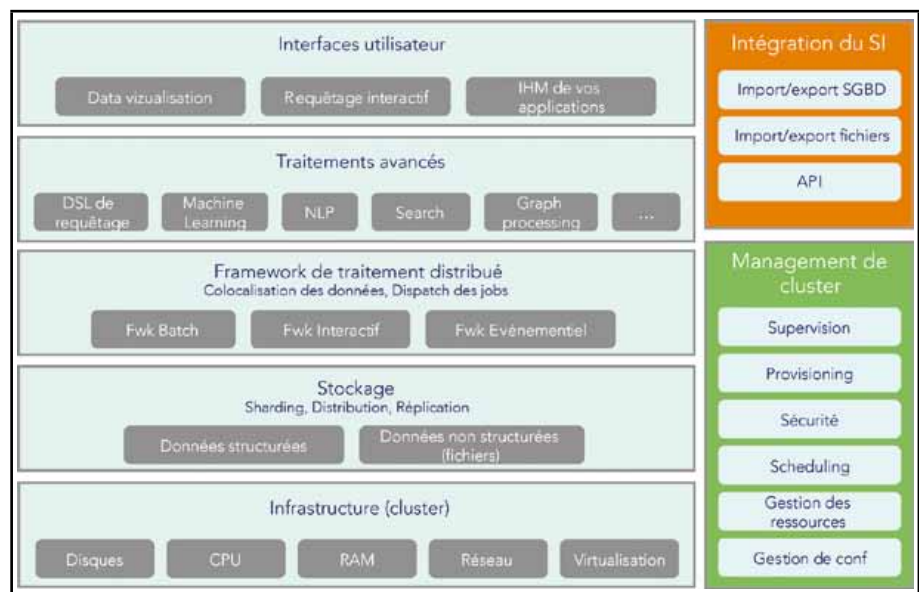 Interfaces utilisateur
Data vizualisation
Requêtage interactif
IHM de vos
applications
Traitements avancés
DSL de
requêtage
Machine
Learning
NLP
Search
Graph
processing
...
Framework de traitement distribué
Colocalisation des données, Dispatch des jobs
Fwk Batch
Fwk Interactif
Fwk Evénementiel
Stockage
Sharding, Distribution, Réplication
Données structurées
Données non structurées
(fichiers)
Infrastructure (cluster)
Disques
CPU
RAM
Réseau
Virtualisation
Intégration du SI
Import/export SGBD
Import/export fichiers
API
Management de
cluster
Supervision
Provisioning
Sécurité
Scheduling
Gestion des
ressources
Gestion de conf